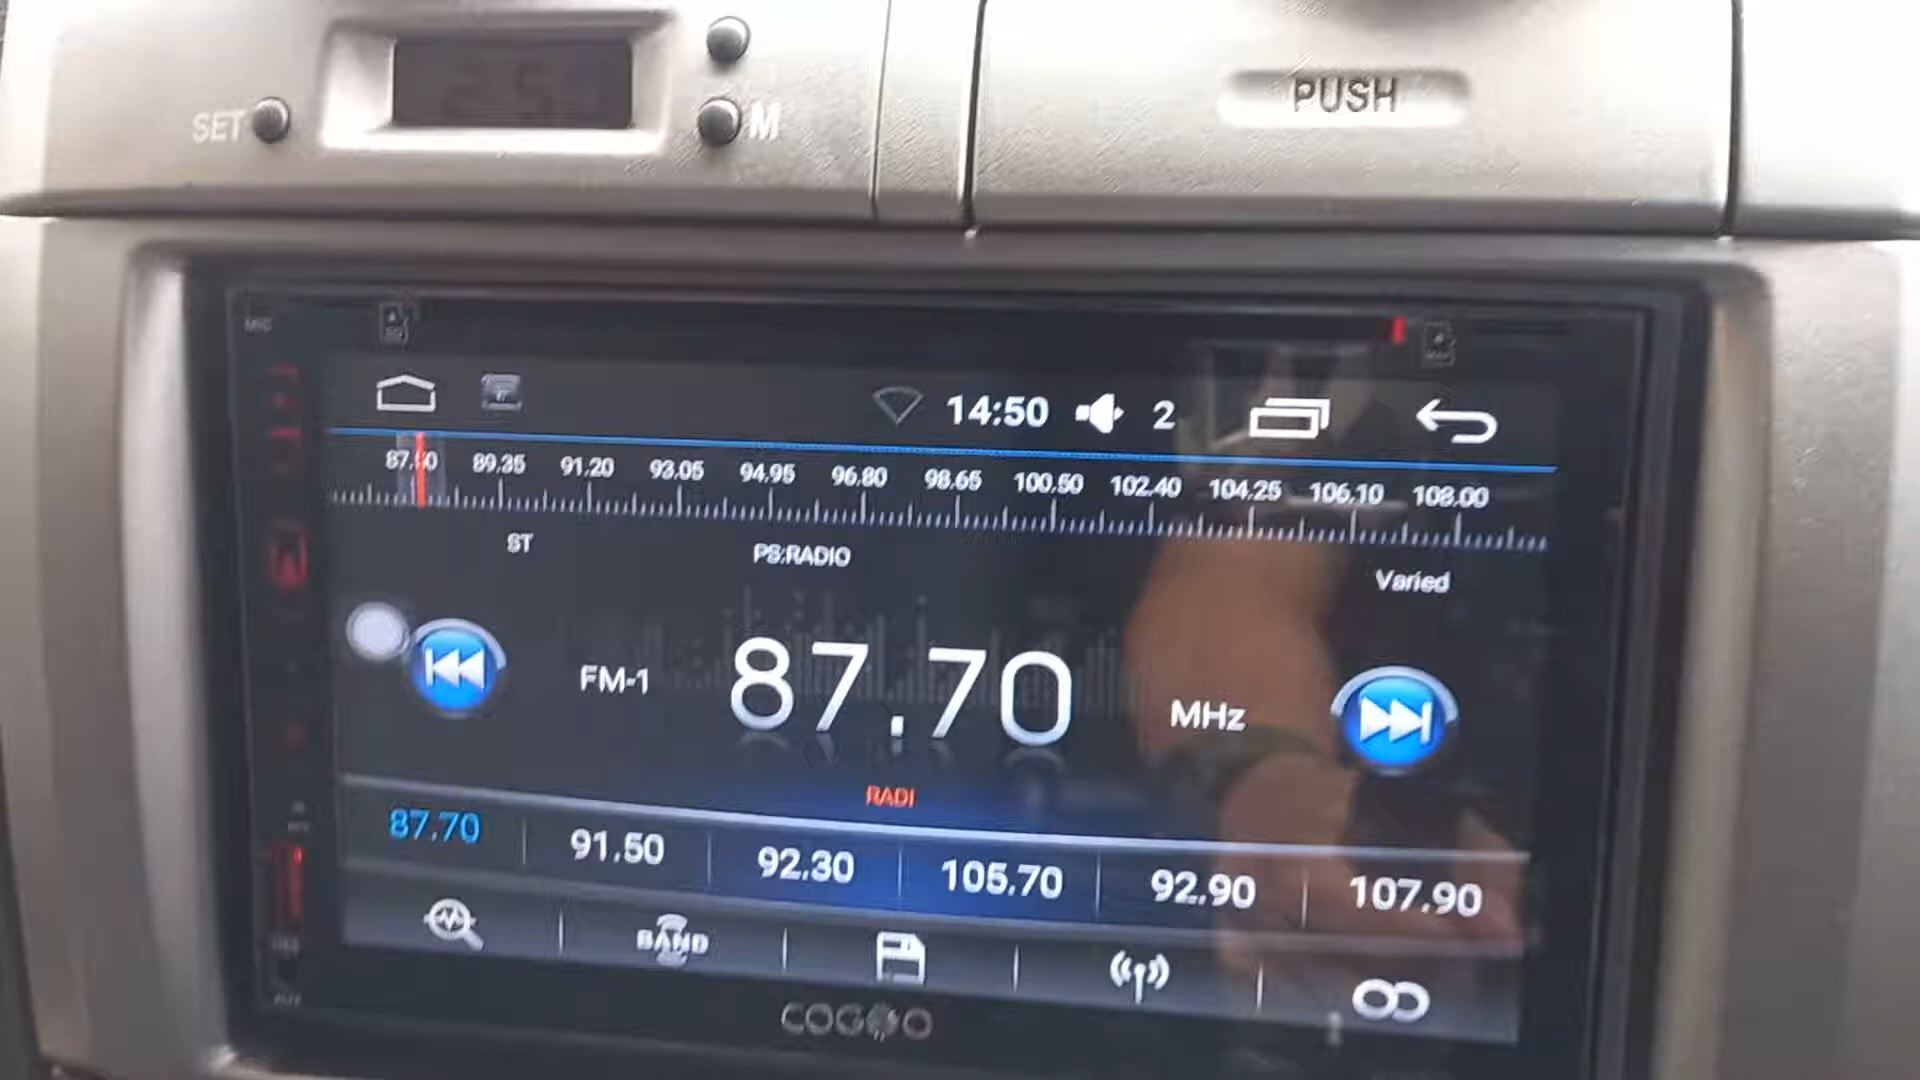 PUSH
SET
M
MIC
14:50 2
87.50 89.35 91.20 93.05 94.95 96.80 98.65 100.50 102.40 104.25 106.10 108.00
ST
PS:RADIO
Varied
FM-1 87.70 MHz
RADI
87.70 91.50 92.30 105.70 92.90 107.90
BAND